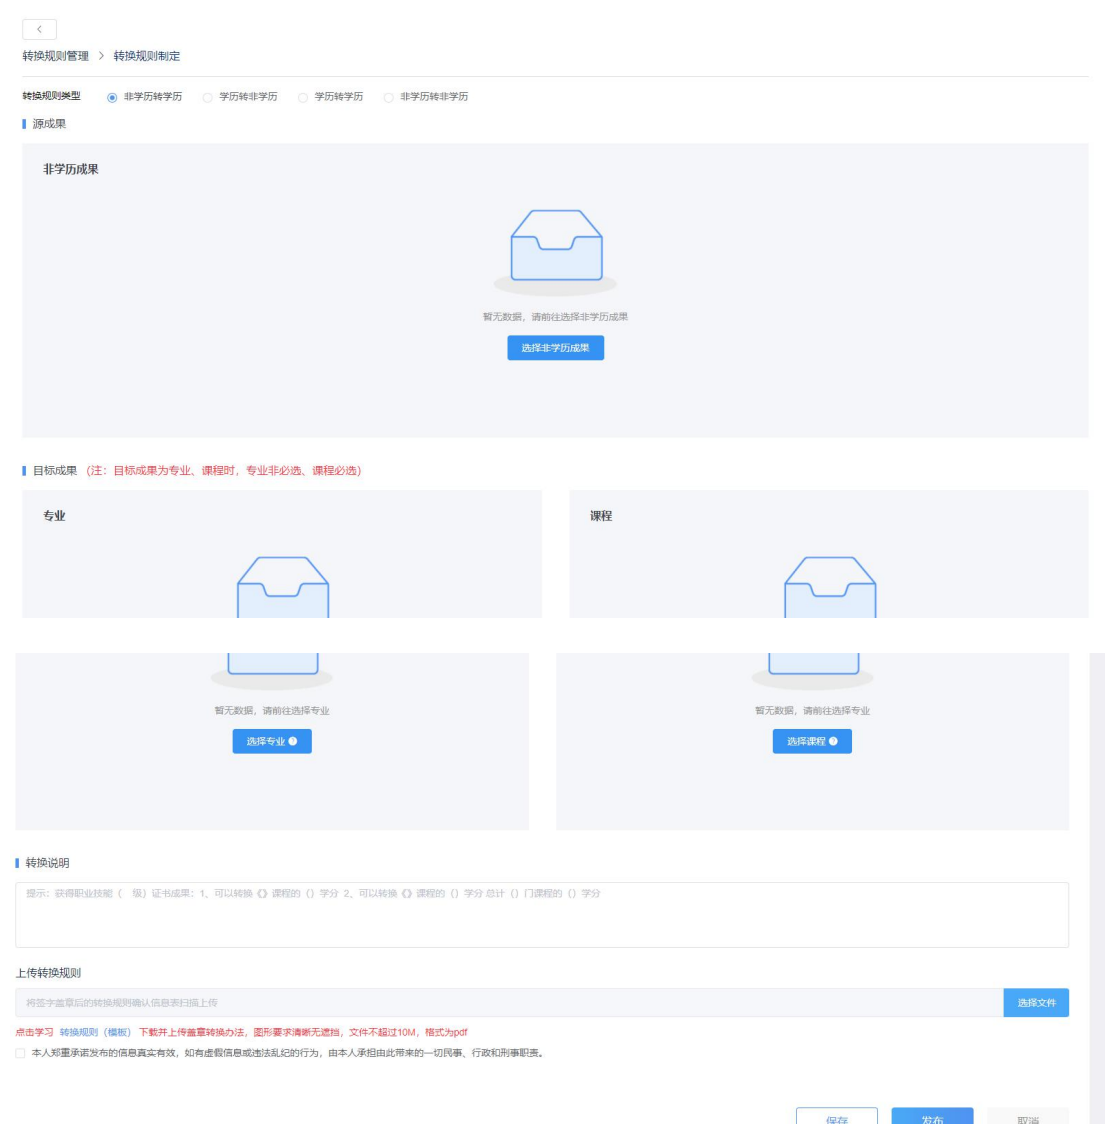 转换规则管理 > 转换规则制定
转换规则类型 非学历转学历 学历转非学历 学历转学历 非学历转非学历
源成果
非学历成果
暂无数据，请前往选择非学历成果
选择非学历成果
目标成果 (注：目标成果为专业、课程时，专业非必选、课程必选)
专业 课程
暂无数据，请前往选择专业 暂无数据，请前往选择专业
选择专业 选择课程
转换说明
提示：获得职业技能（ 级）证书成果：1、可以转换《》课程的（）学分 2、可以转换《》课程的（）学分 总计（）门课程的（）学分
上传转换规则
将签字盖章后的转换规则确认信息表扫描上传 选择文件
点击学习 转换规则（模板） 下载并上传盖章转换办法，图形要求清晰无遮挡，文件不超过10M，格式为pdf
本人郑重承诺发布的信息真实有效，如有虚假信息或违法乱纪的行为，由本人承担由此带来的一切民事、行政和刑事职责。
保存 发布 取消